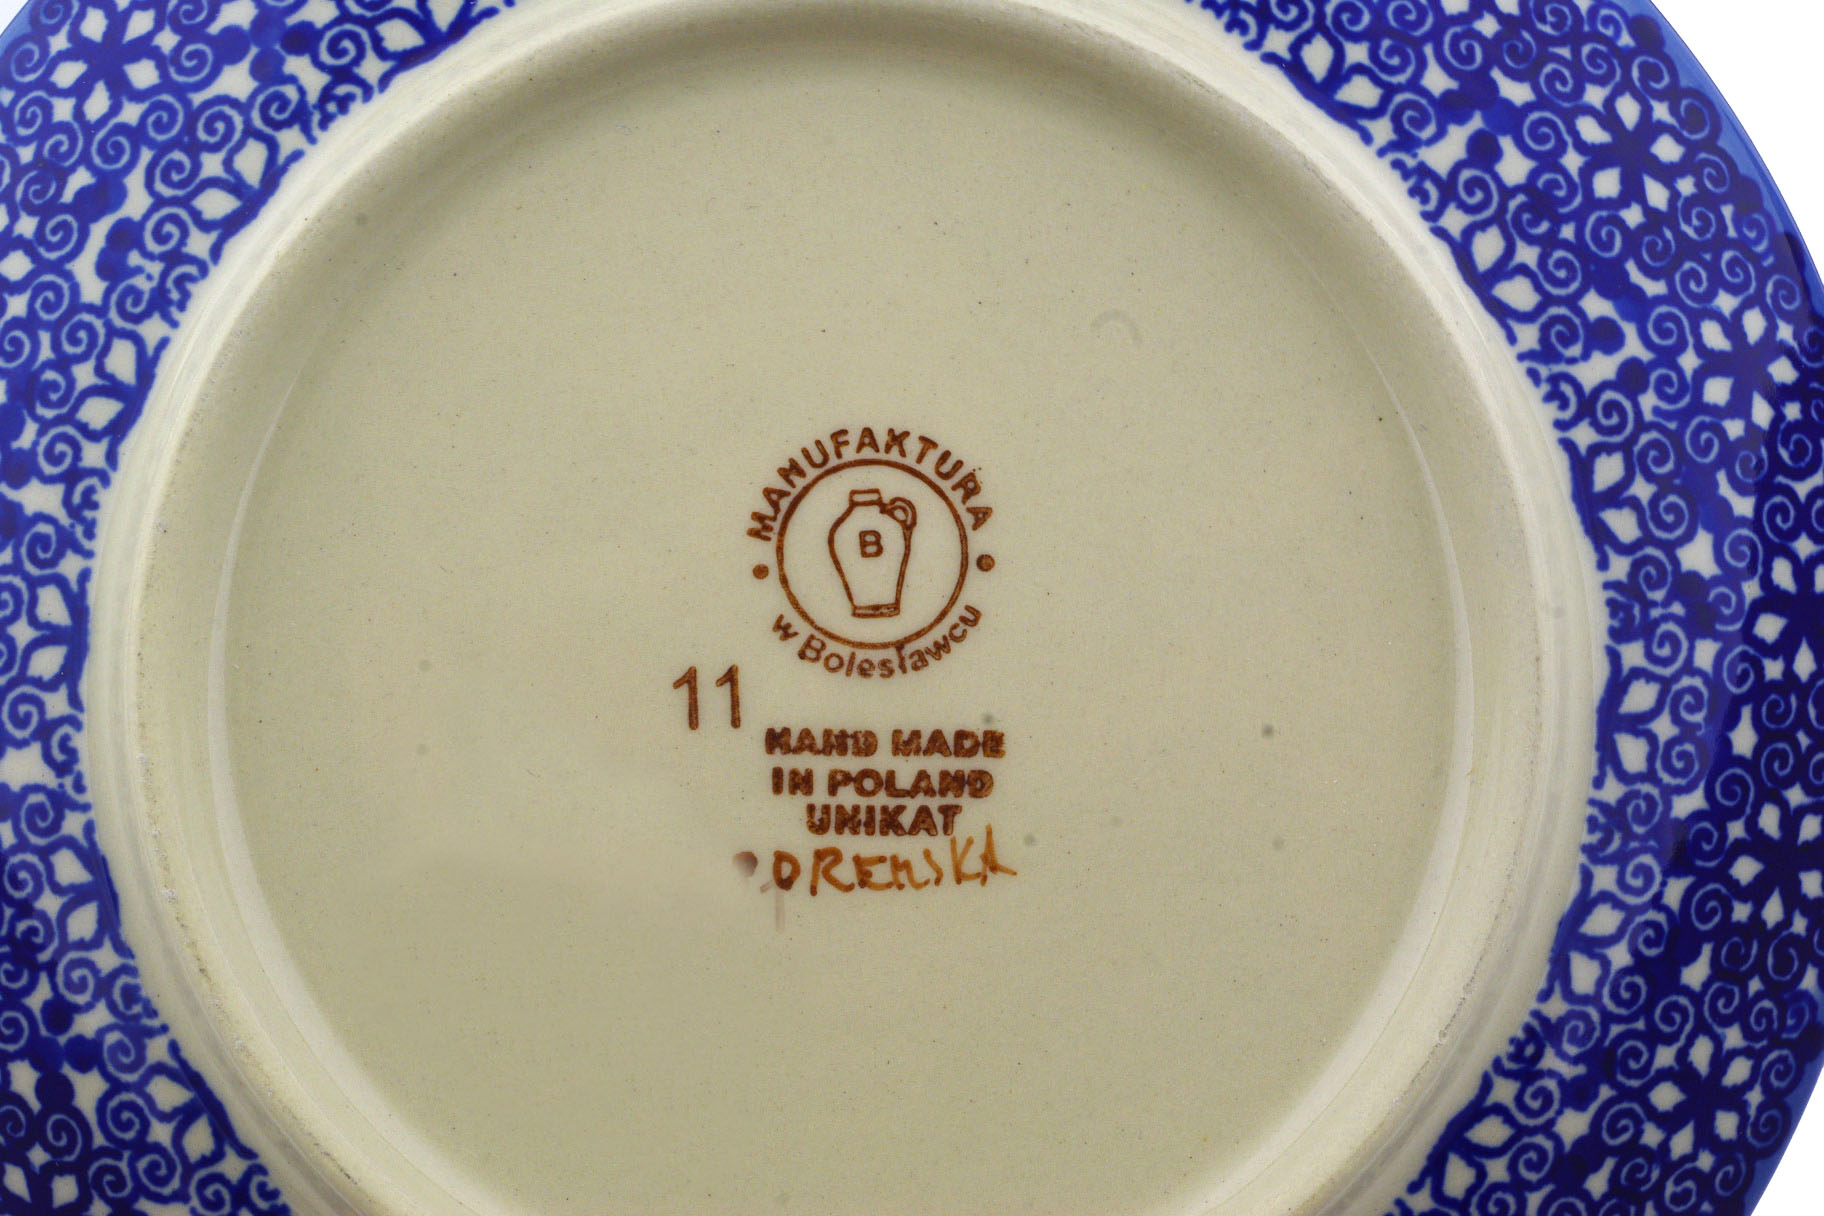 MANUFAKTURA
B
w Bolesławcu
11
HAND MADE
IN POLAND
UNIKAT